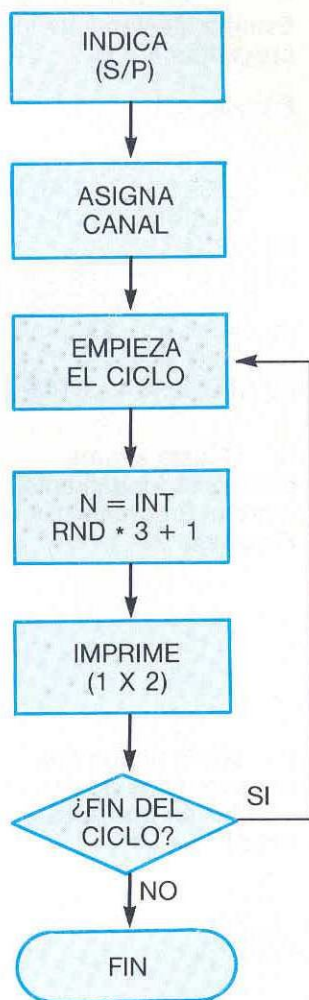 INDICA
(S/P)
ASIGNA
CANAL
EMPIEZA
EL CICLO
N = INT
RND * 3 + 1
IMPRIME
(1 X 2)
¿FIN DEL
CICLO?
SI
NO
FIN